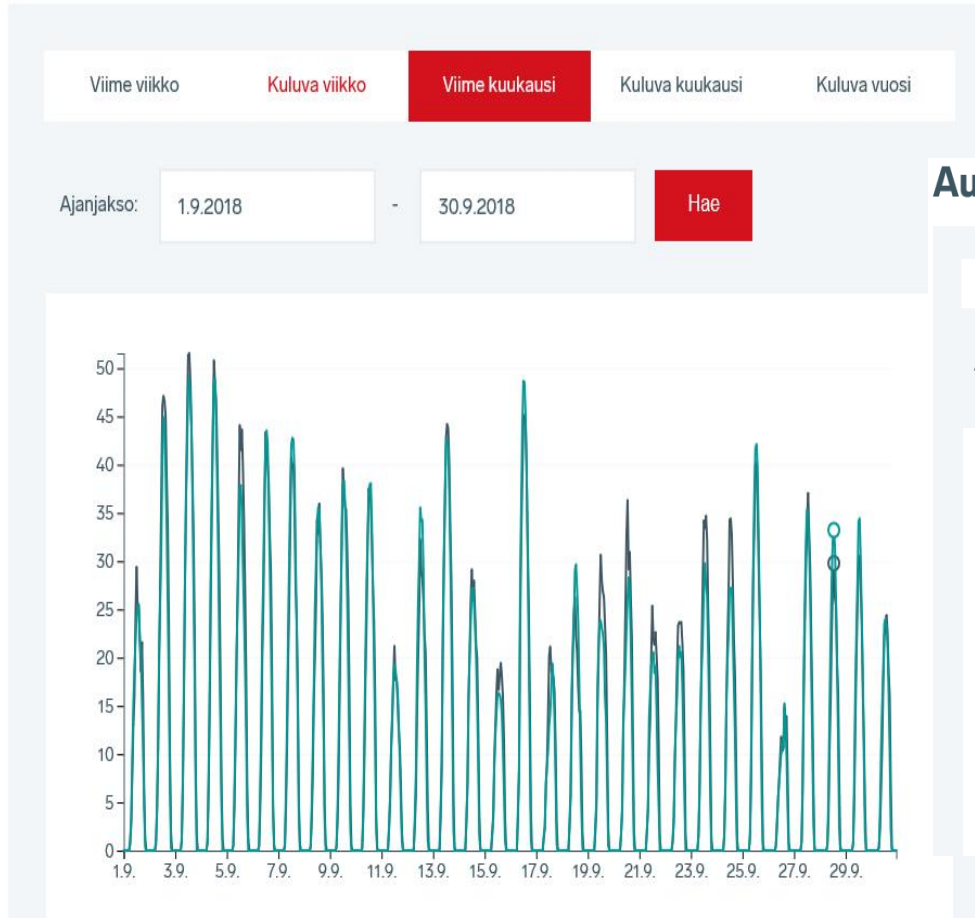 Viime viikko Kuluva viikko Viime kuukausi Kuluva kuukausi Kuluva vuosi
Ajanjakso: 1.9.2018 - 30.9.2018 Hae
Au
50
45
40
35
30
25
20
15
10
5
0
1.9. 3.9. 5.9. 7.9. 9.9. 11.9. 13.9. 15.9. 17.9. 19.9. 21.9. 23.9. 25.9. 27.9. 29.9.